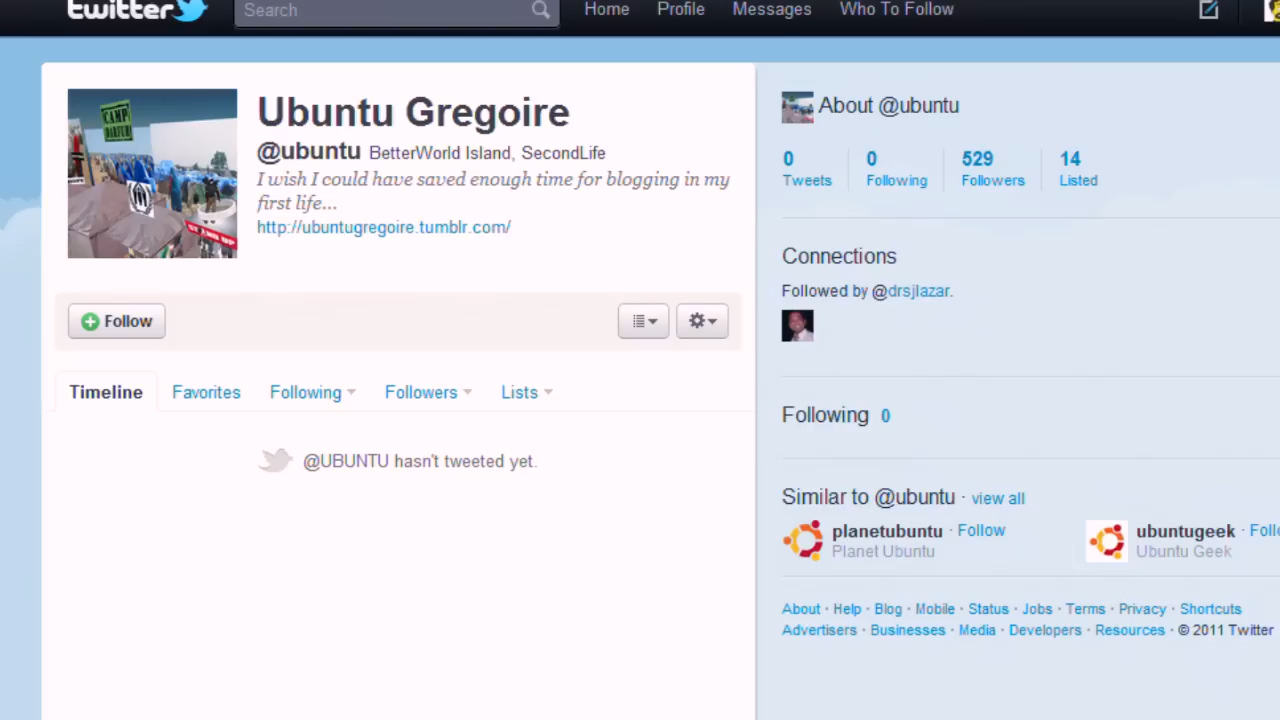 twitter
Search
Home Profile Messages Who To Follow
CAMP DARFUR
Ubuntu Gregoire
@ubuntu BetterWorld Island, SecondLife
I wish I could have saved enough time for blogging in my
first life...
http://ubuntugregoire.tumblr.com/
Follow
Timeline Favorites Following Followers Lists
@UBUNTU hasn't tweeted yet.
About @ubuntu
0 0 529 14
Tweets Following Followers Listed
Connections
Followed by @drsjlazar.
Following 0
Similar to @ubuntu · view all
planetubuntu · Follow
Planet Ubuntu
ubuntugeek · Follo
Ubuntu Geek
About · Help · Blog · Mobile · Status · Jobs · Terms · Privacy · Shortcuts
Advertisers · Businesses · Media · Developers · Resources · © 2011 Twitter